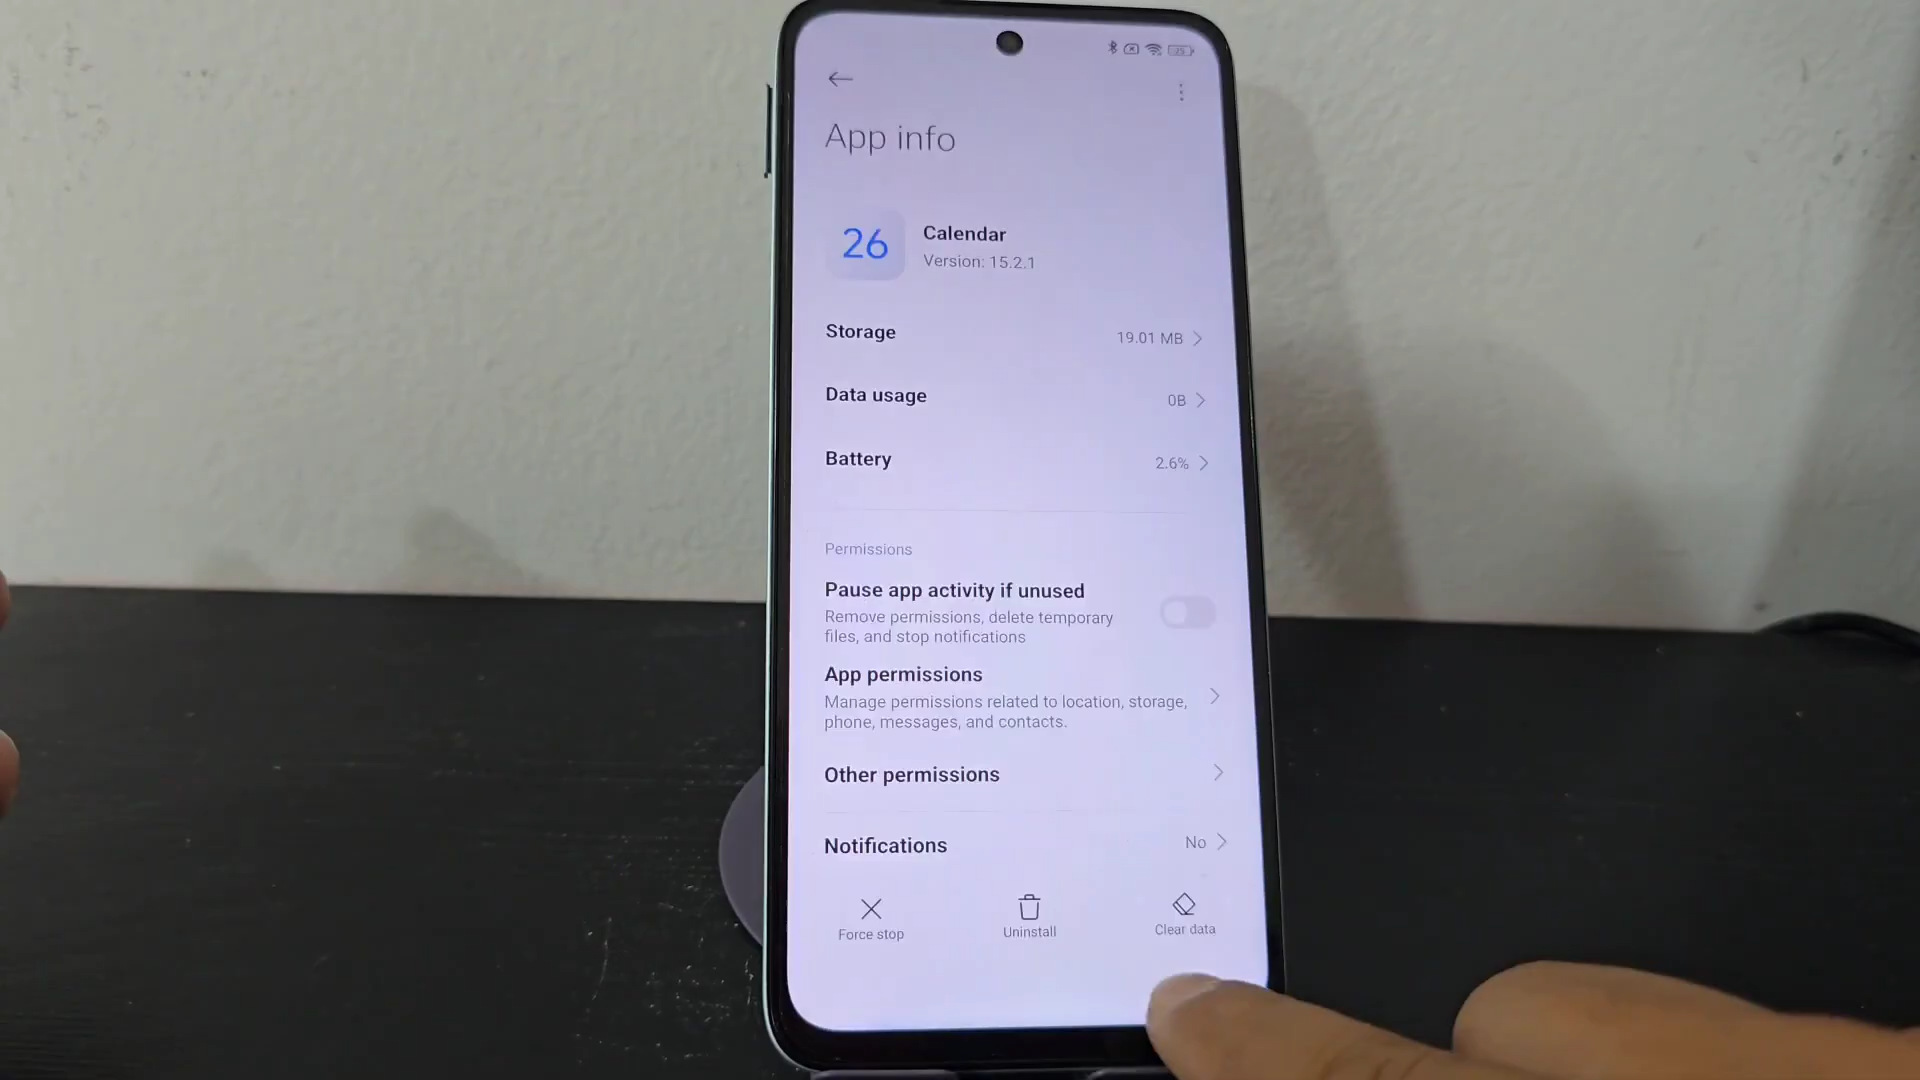 App info
26
Calendar
Version: 15.2.1
Storage
19.01 MB
Data usage
0B
Battery
2.6%
Permissions
Pause app activity if unused
Remove permissions, delete temporary
files, and stop notifications
App permissions
Manage permissions related to location, storage,
phone, messages, and contacts.
Other permissions
Notifications
No
Force stop
Uninstall
Clear data